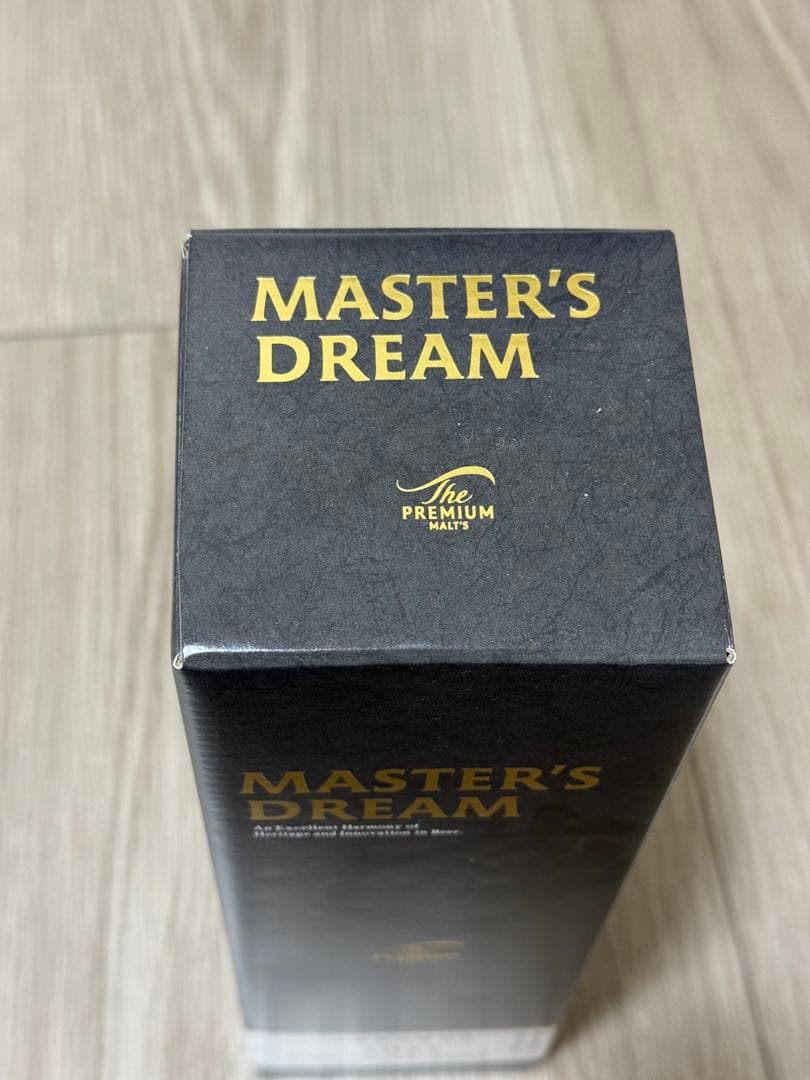 MASTER'S
DREAM
The
PREMIUM
MALT'S
MASTER'S
DREAM
An Excellent Harmony of
Heritage and Innovation in Beer.